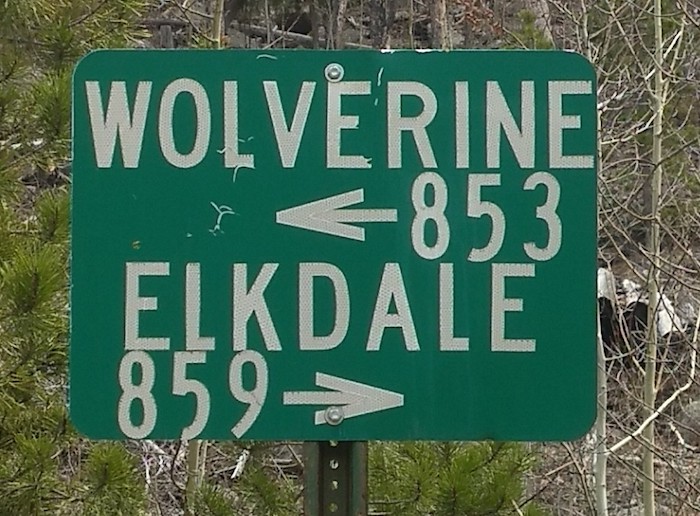 WOLVERINE
← 853
ELKDALE
859 →